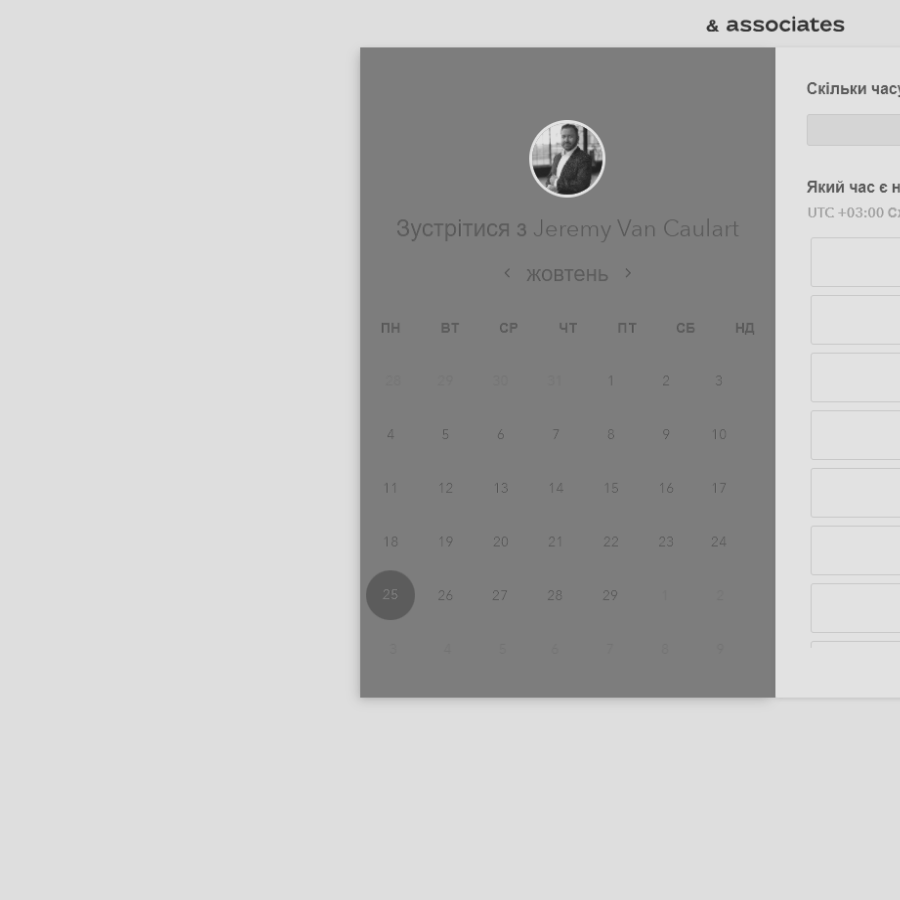 & associates
Зустрітися з Jeremy Van Caulart
жовтень
ПН ВТ СР ЧТ ПТ СБ НД
28 29 30 31 1 2 3
4 5 6 7 8 9 10
11 12 13 14 15 16 17
18 19 20 21 22 23 24
25 26 27 28 29 1 2
3 4 5 6 7 8 9
Скільки часу
Який час є н
UTC +03:00